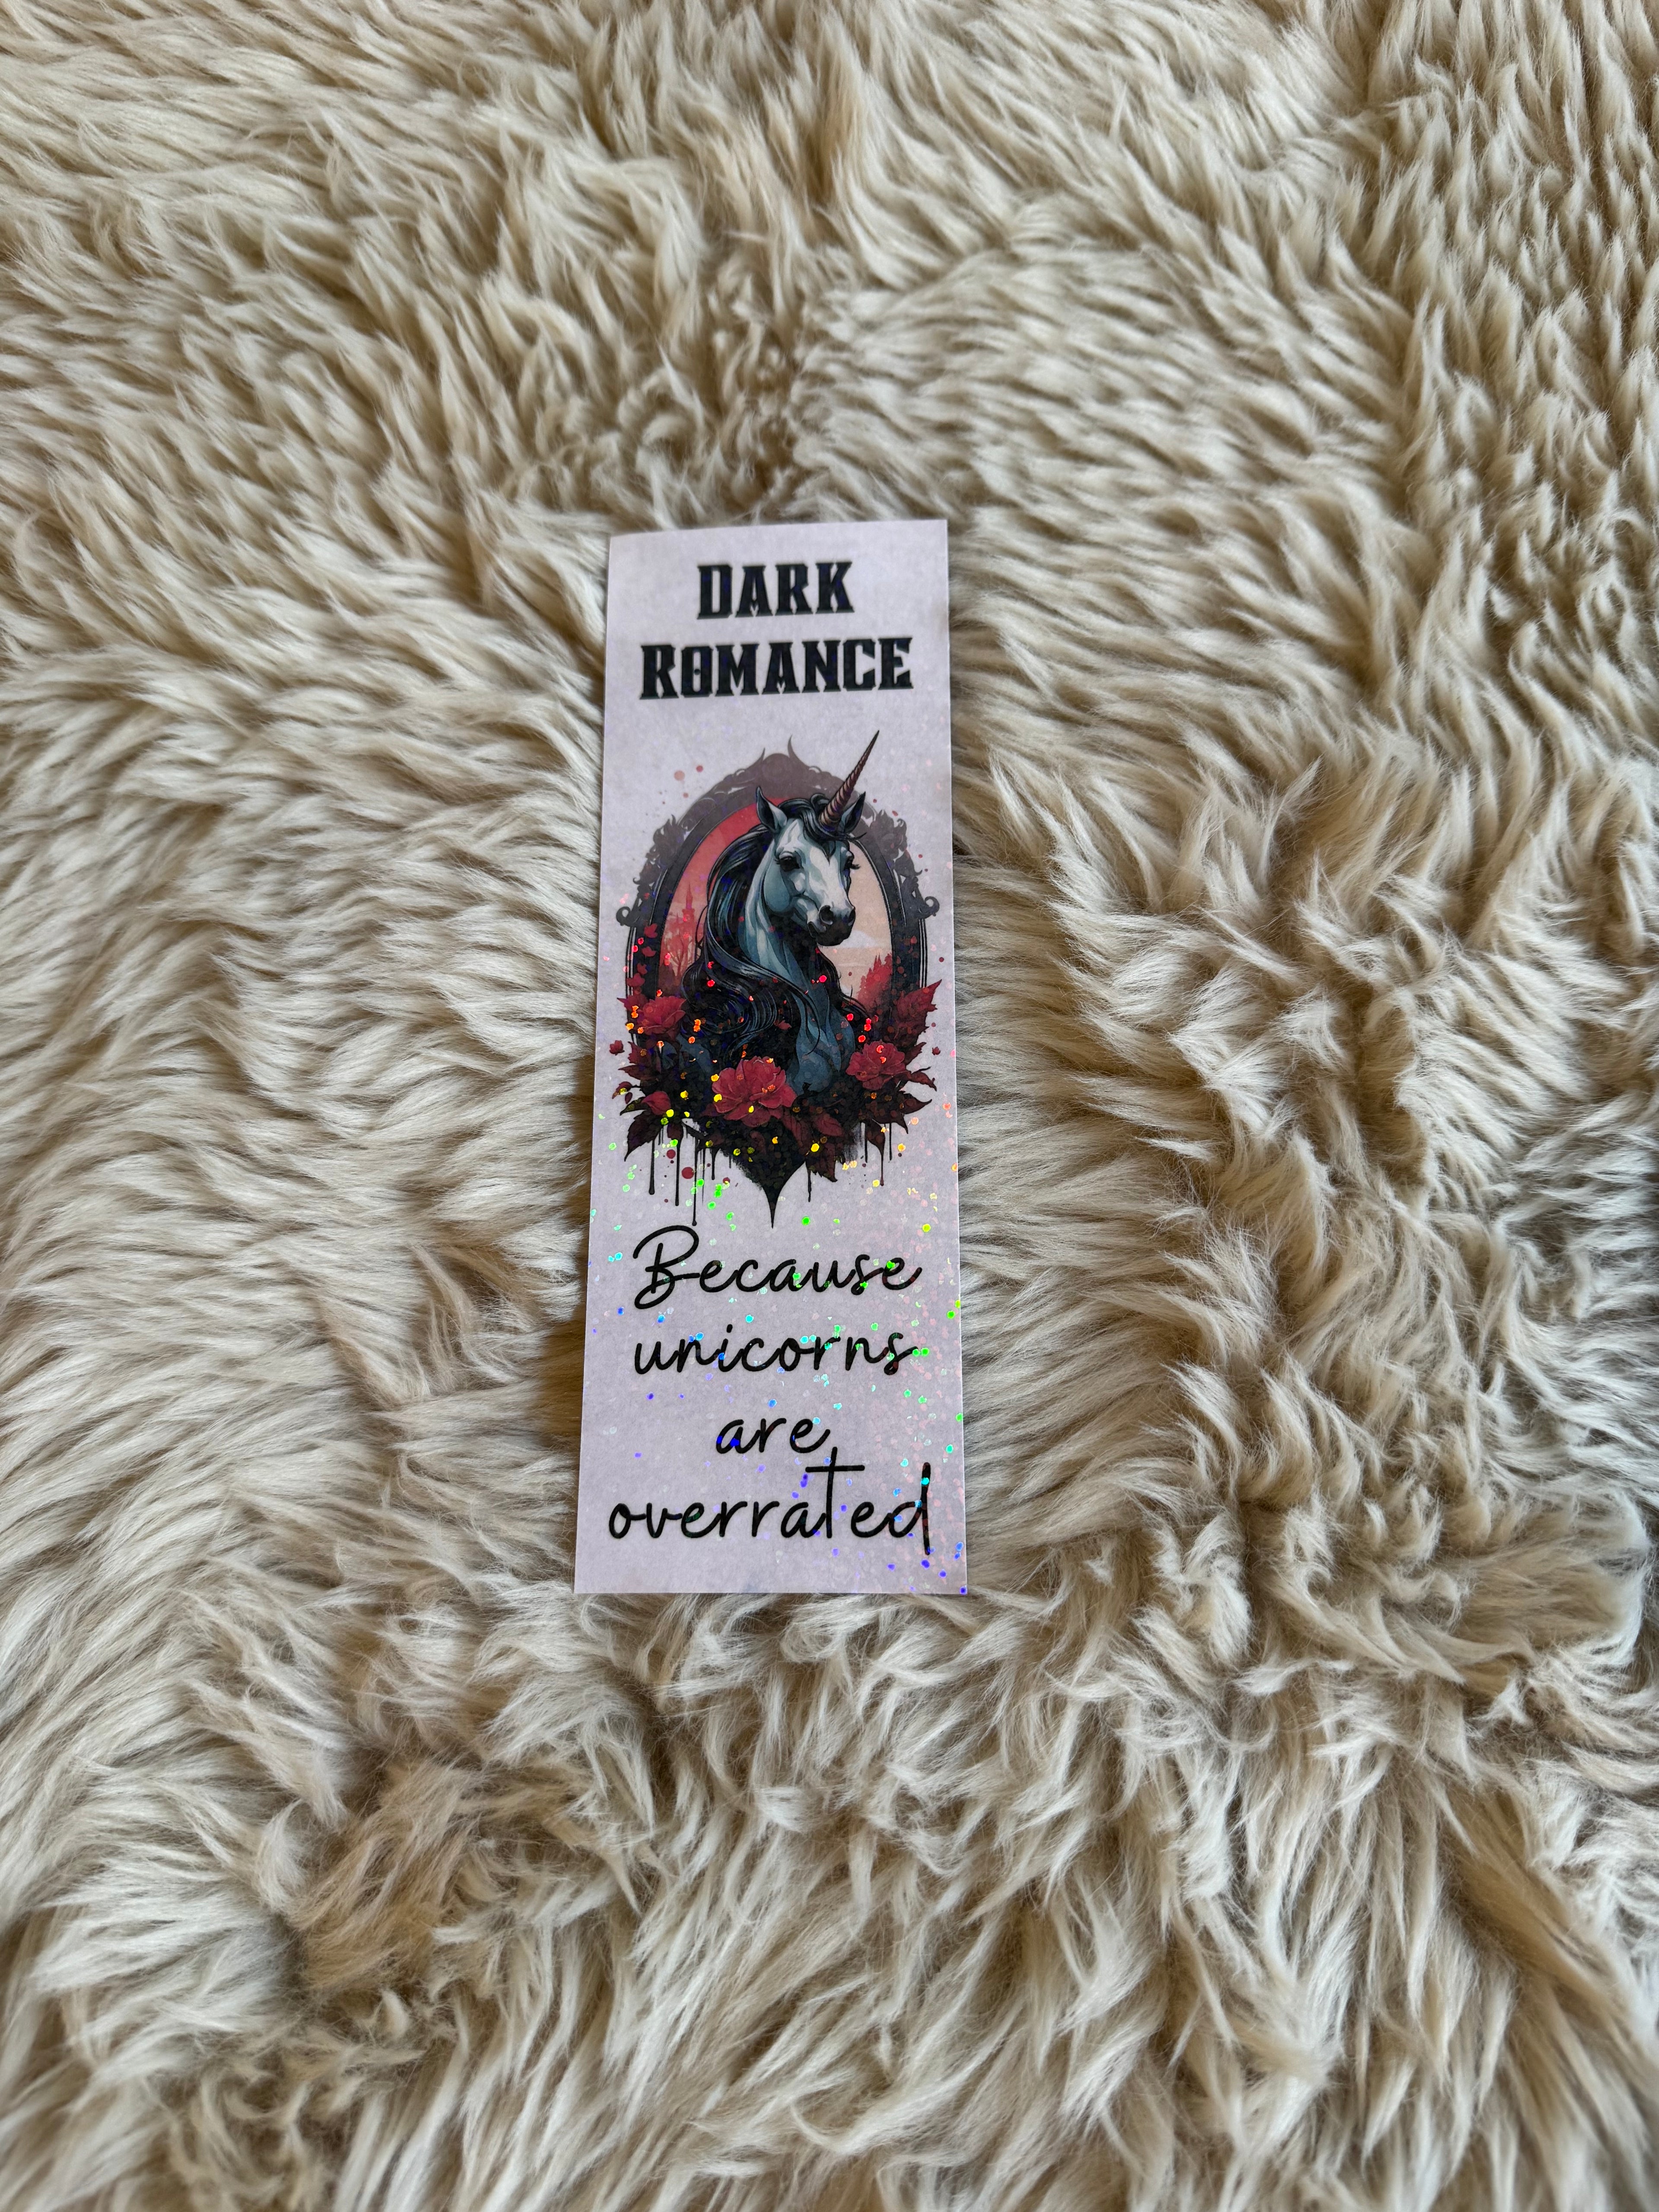 DARK
ROMANCE
Because
unicorns
are
overrated